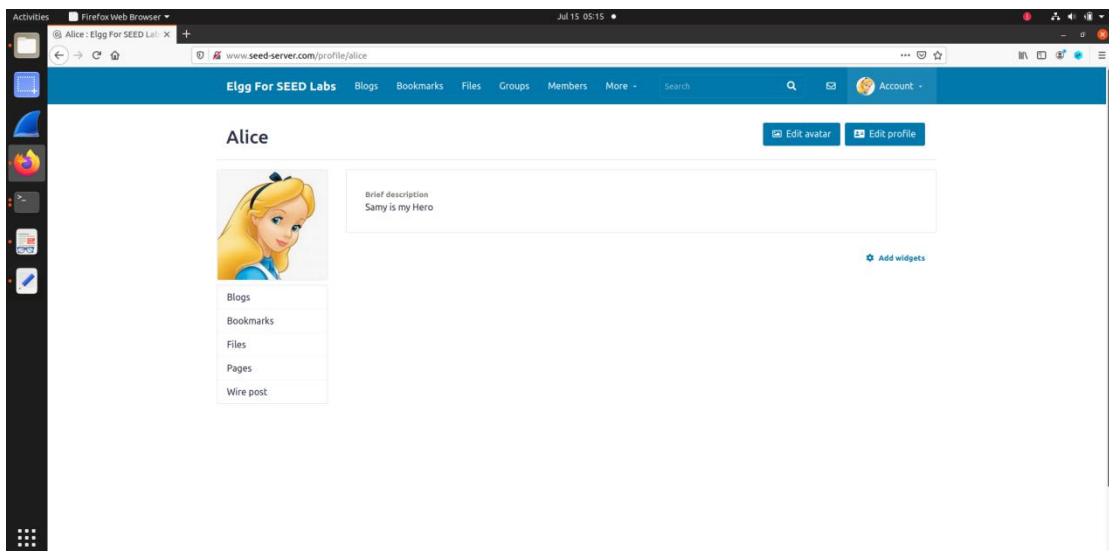 Activities Firefox Web Browser Jul 15 05:15
Alice : Elgg For SEED Lab
www.seed-server.com/profile/alice
Elgg For SEED Labs Blogs Bookmarks Files Groups Members More Search Account
Alice Edit avatar Edit profile
Brief description
Samy is my Hero
Add widgets
Blogs
Bookmarks
Files
Pages
Wire post